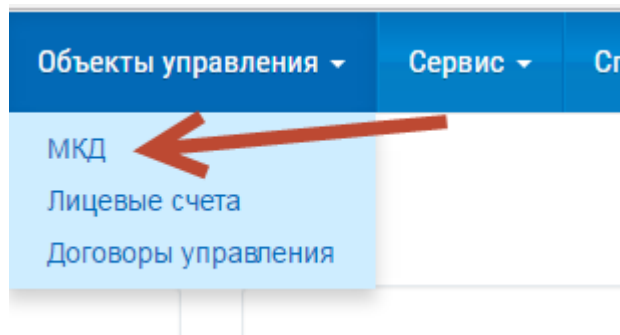 Объекты управления Сервис
МКД
Лицевые счета
Договоры управления